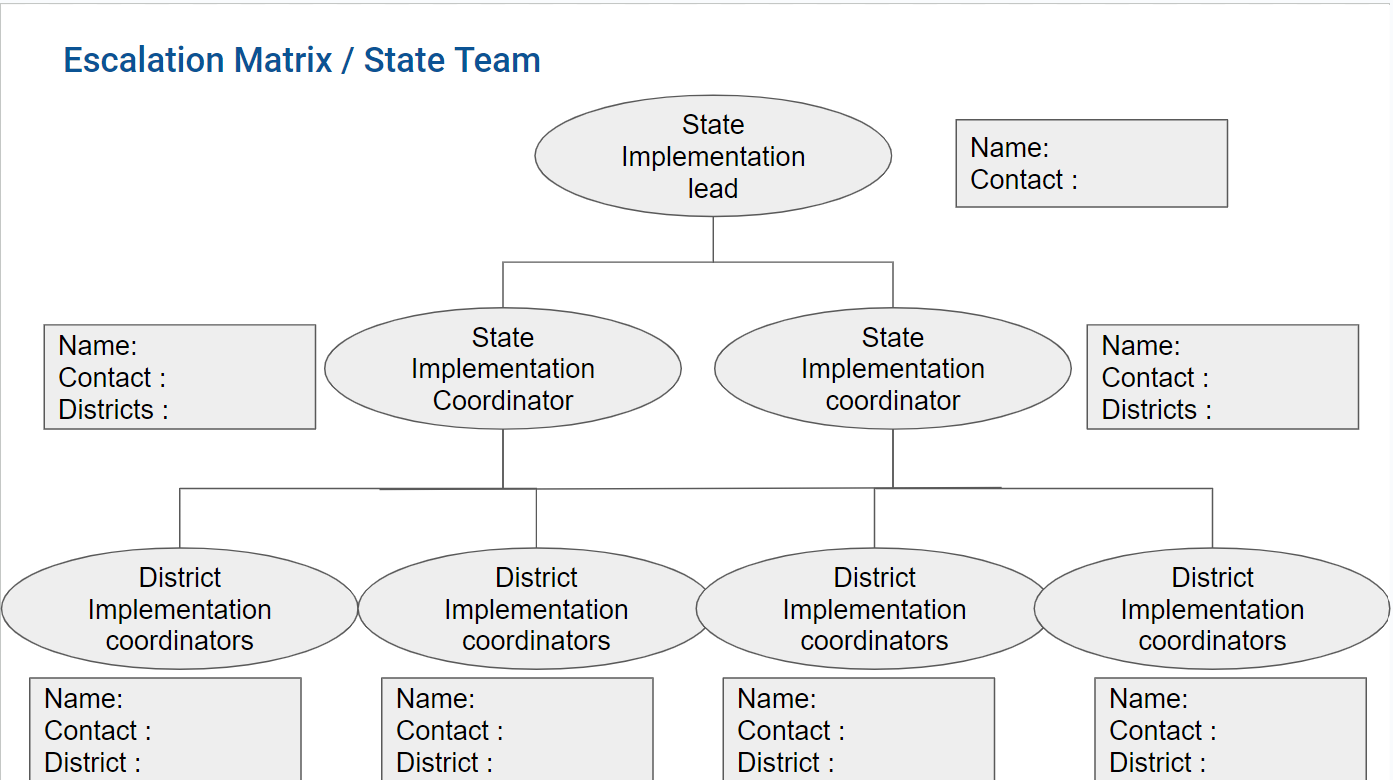 Escalation Matrix / State Team
State
Implementation
lead
Name:
Contact :
Name:
Contact :
Districts :
State
Implementation
Coordinator
State
Implementation
coordinator
Name:
Contact :
Districts :
District
Implementation
coordinators
District
Implementation
coordinators
District
Implementation
coordinators
District
Implementation
coordinators
Name:
Contact :
District :
Name:
Contact :
District :
Name:
Contact :
District :
Name:
Contact :
District :